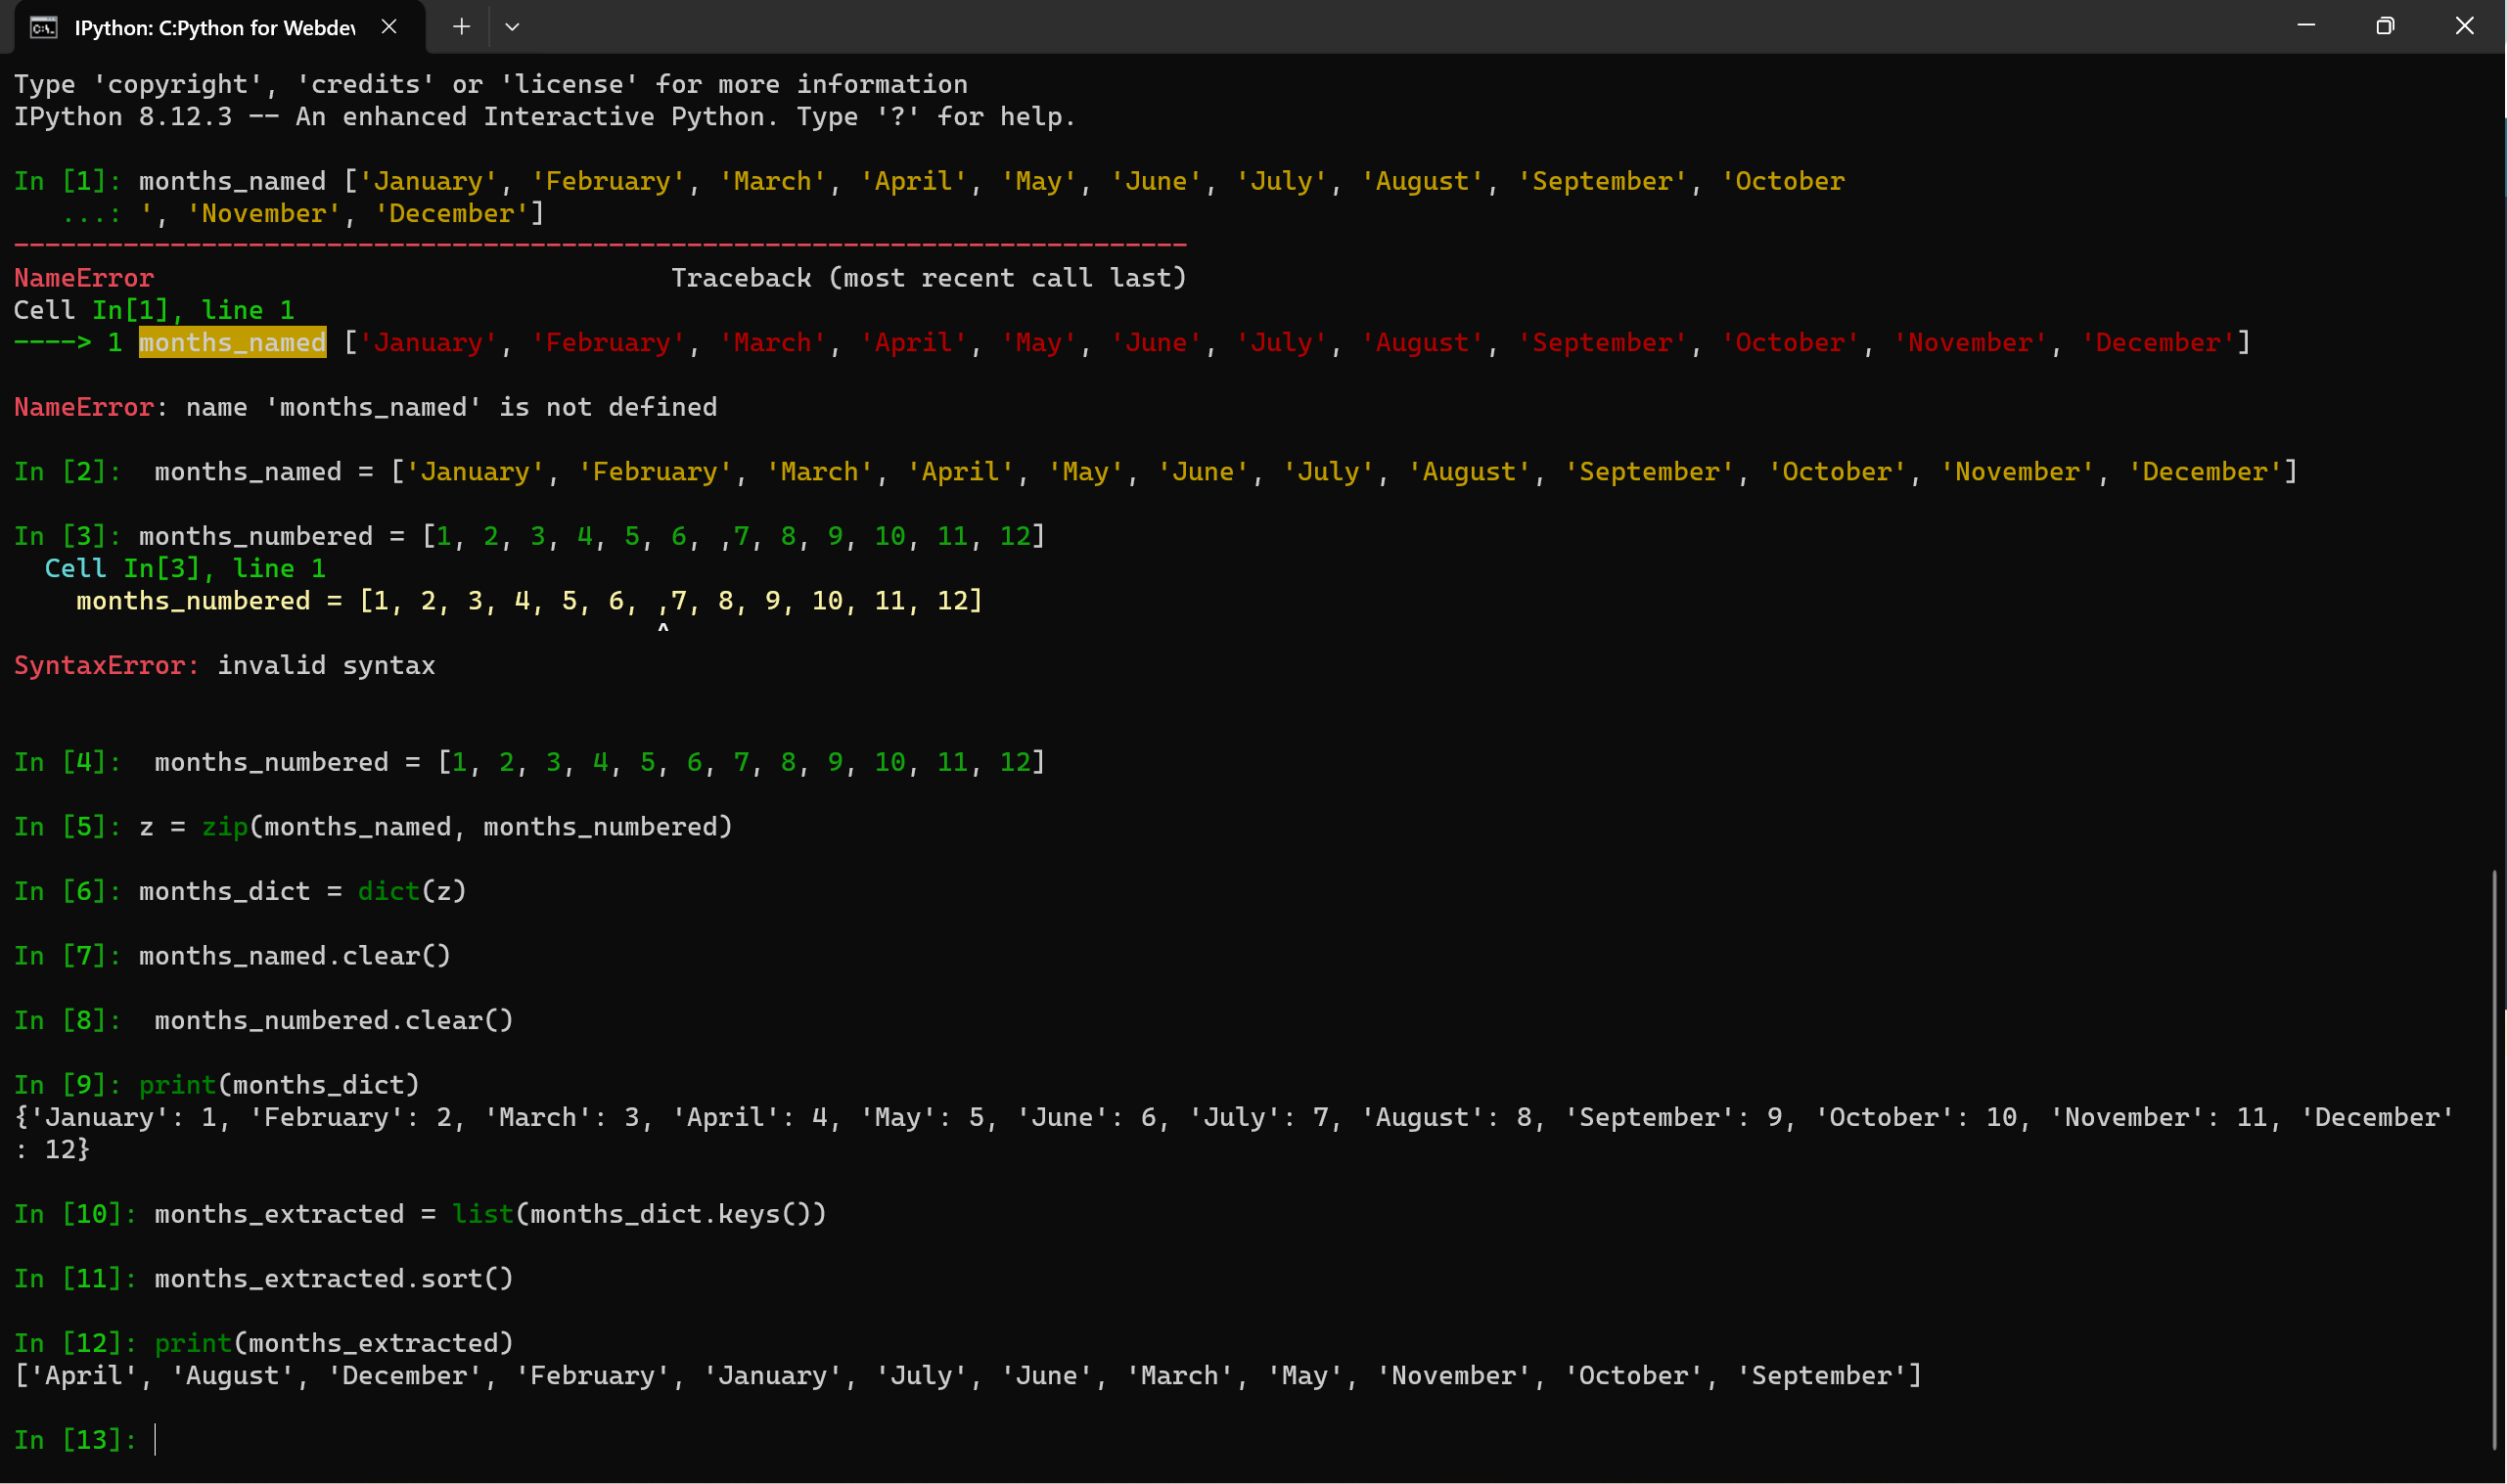 IPython: C:Python for Webdev
Type 'copyright', 'credits' or 'license' for more information
IPython 8.12.3 -- An enhanced Interactive Python. Type '?' for help.
In [1]: months_named ['January', 'February', 'March', 'April', 'May', 'June', 'July', 'August', 'September', 'October
...: ', 'November', 'December']
---------------------------------------------------------------------------
NameError                                 Traceback (most recent call last)
Cell In[1], line 1
----> 1 months_named ['January', 'February', 'March', 'April', 'May', 'June', 'July', 'August', 'September', 'October', 'November', 'December']
NameError: name 'months_named' is not defined
In [2]:  months_named = ['January', 'February', 'March', 'April', 'May', 'June', 'July', 'August', 'September', 'October', 'November', 'December']
In [3]: months_numbered = [1, 2, 3, 4, 5, 6, ,7, 8, 9, 10, 11, 12]
Cell In[3], line 1
months_numbered = [1, 2, 3, 4, 5, 6, ,7, 8, 9, 10, 11, 12]
^
SyntaxError: invalid syntax
In [4]:  months_numbered = [1, 2, 3, 4, 5, 6, 7, 8, 9, 10, 11, 12]
In [5]: z = zip(months_named, months_numbered)
In [6]: months_dict = dict(z)
In [7]: months_named.clear()
In [8]:  months_numbered.clear()
In [9]: print(months_dict)
{'January': 1, 'February': 2, 'March': 3, 'April': 4, 'May': 5, 'June': 6, 'July': 7, 'August': 8, 'September': 9, 'October': 10, 'November': 11, 'December'
: 12}
In [10]: months_extracted = list(months_dict.keys())
In [11]: months_extracted.sort()
In [12]: print(months_extracted)
['April', 'August', 'December', 'February', 'January', 'July', 'June', 'March', 'May', 'November', 'October', 'September']
In [13]: